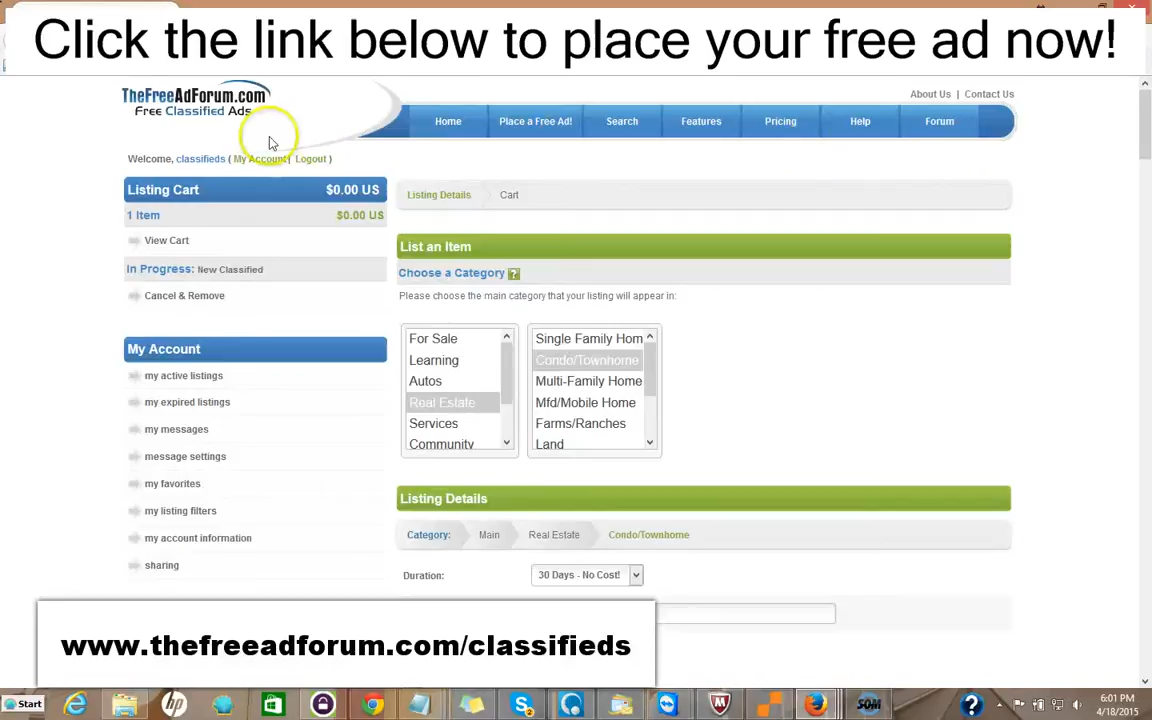 Click the link below to place your free ad now!
TheFreeAdForum.com
Free Classified Ads
About Us | Contact Us
Home
Place a Free Ad!
Search
Features
Pricing
Help
Forum
Welcome, classifieds ( My Account | Logout )
Listing Cart $0.00 US
1 Item $0.00 US
View Cart
In Progress: New Classified
Cancel & Remove
My Account
my active listings
my expired listings
my messages
message settings
my favorites
my listing filters
my account information
sharing
Listing Details Cart
List an Item
Choose a Category ?
Please choose the main category that your listing will appear in:
For Sale
Learning
Autos
Real Estate
Services
Community
Single Family Hom
Condo/Townhome
Multi-Family Home
Mfd/Mobile Home
Farms/Ranches
Land
Listing Details
Category: Main Real Estate Condo/Townhome
Duration: 30 Days - No Cost!
www.thefreeadforum.com/classifieds
Start
6:01 PM
4/18/2015